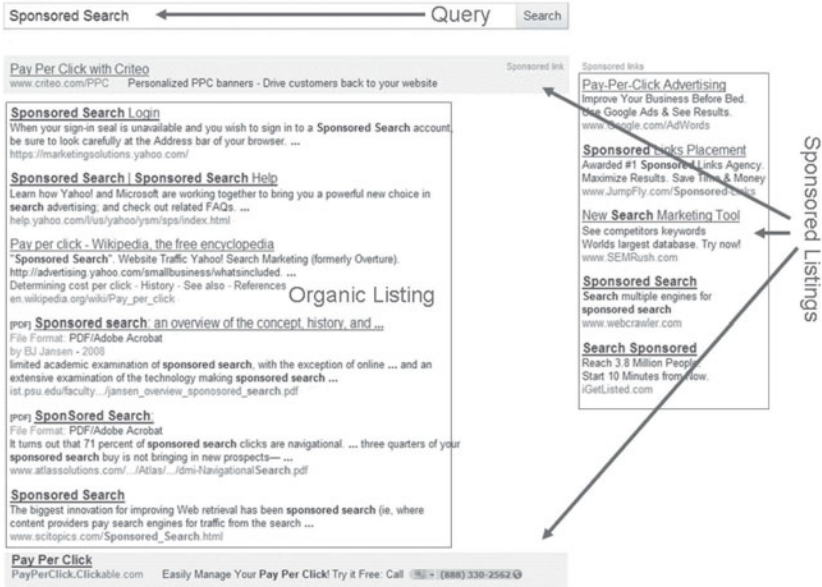 Sponsored Search
Query
Search
Pay Per Click with Criteo
Sponsored link
www.criteo.com/PPC Personalized PPC banners - Drive customers back to your website
Sponsored Search Login
When your sign-in seal is unavailable and you wish to sign in to a Sponsored Search account,
be sure to look carefully at the Address bar of your browser. ...
https://marketingsolutions.yahoo.com/
Sponsored Search | Sponsored Search Help
Learn how Yahoo! and Microsoft are working together to bring you a powerful new choice in
search advertising; and check out related FAQs. ...
help.yahoo.com/l/us/yahoo/ysm/sps/index.html
Pay per click - Wikipedia, the free encyclopedia
"Sponsored Search". Website Traffic Yahoo! Search Marketing (formerly Overture).
http://advertising.yahoo.com/smallbusiness/whatsincluded. ...
Determining cost per click - History - See also - References
en.wikipedia.org/wiki/Pay_per_click
Organic Listing
[PDF] Sponsored search: an overview of the concept, history, and ...
File Format: PDF/Adobe Acrobat
by BJ Jansen - 2008
limited academic examination of sponsored search, with the exception of online ... and an
extensive examination of the technology making sponsored search ...
ist.psu.edu/faculty.../jansen_overview_sponosored_search.pdf
[PDF] SponSored Search:
File Format: PDF/Adobe Acrobat
It turns out that 71 percent of sponsored search clicks are navigational. ... three quarters of your
sponsored search buy is not bringing in new prospects— ...
www.atlassolutions.com/.../Atlas/.../dmi-NavigationalSearch.pdf
Sponsored Search
The biggest innovation for improving Web retrieval has been sponsored search (ie, where
content providers pay search engines for traffic from the search ...
www.scitopics.com/Sponsored_Search.html
Pay Per Click
PayPerClick.Clickable.com Easily Manage Your Pay Per Click! Try it Free: Call (888) 330-2562
Sponsored links
Pay-Per-Click Advertising
Improve Your Business Before Bed.
Use Google Ads & See Results.
www.Google.com/AdWords
Sponsored Links Placement
Awarded #1 Sponsored Links Agency.
Maximize Results. Save Time & Money
www.JumpFly.com/Sponsored-Links
New Search Marketing Tool
See competitors keywords
Worlds largest database. Try now!
www.SEMRush.com
Sponsored Search
Search multiple engines for
sponsored search
www.webcrawler.com
Search Sponsored
Reach 3.8 Million People
Start 10 Minutes from Now.
iGetListed.com
Sponsored Listings